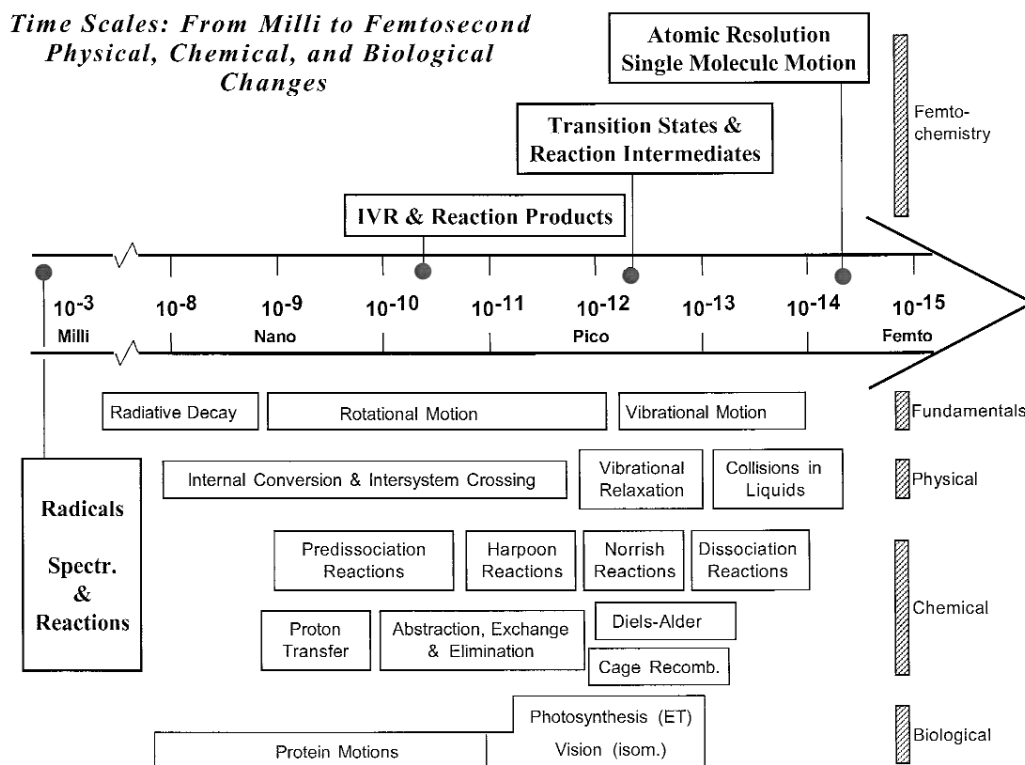 Time Scales: From Milli to Femtosecond
Physical, Chemical, and Biological
Changes
Atomic Resolution
Single Molecule Motion
Femto-
chemistry
Transition States &
Reaction Intermediates
IVR & Reaction Products
10-3 10-8 10-9 10-10 10-11 10-12 10-13 10-14 10-15
Milli Nano Pico Femto
Radiative Decay Rotational Motion Vibrational Motion Fundamentals
Internal Conversion & Intersystem Crossing
Vibrational
Relaxation
Collisions in
Liquids
Physical
Radicals
Spectr.
&
Reactions
Predissociation
Reactions
Harpoon
Reactions
Norrish
Reactions
Dissociation
Reactions
Proton
Transfer
Abstraction, Exchange
& Elimination
Diels-Alder
Cage Recomb.
Chemical
Photosynthesis (ET)
Vision (isom.)
Protein Motions
Biological